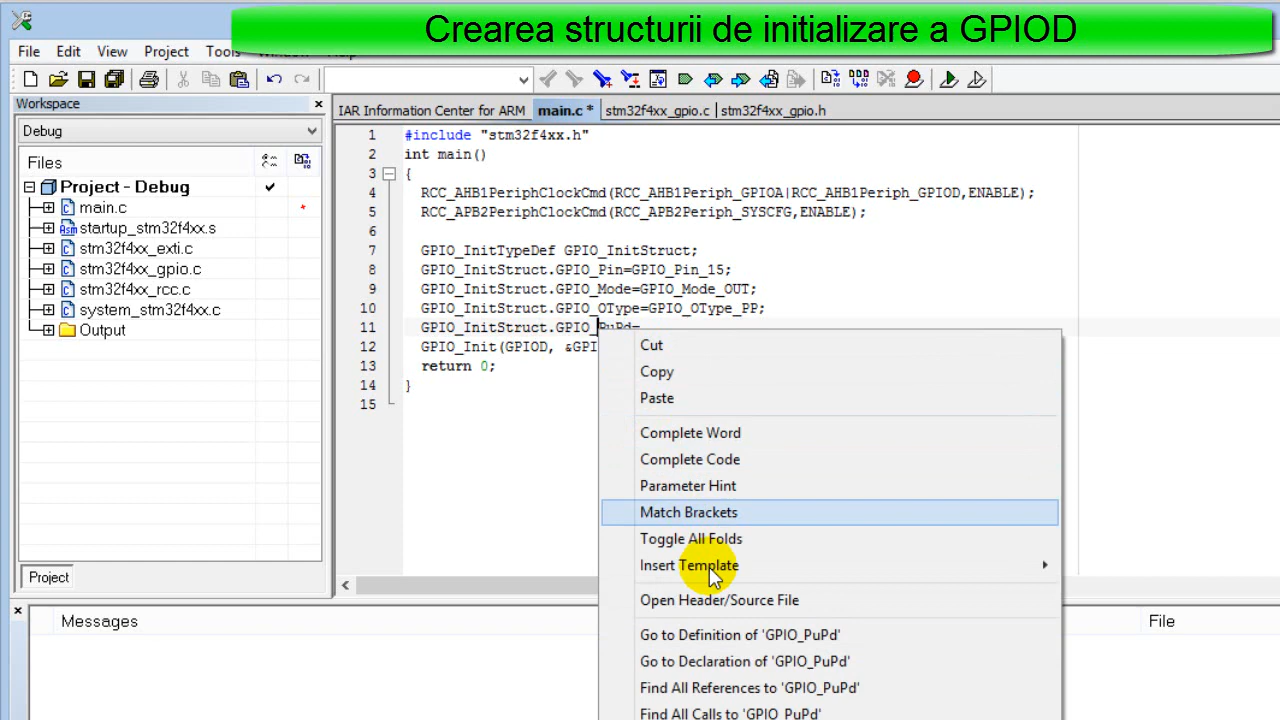 Crearea structurii de initializare a GPIOD
File Edit View Project Tools
Workspace
IAR Information Center for ARM main.c * stm32f4xx_gpio.c stm32f4xx_gpio.h
Debug
Files
Project - Debug
main.c
startup_stm32f4xx.s
stm32f4xx_exti.c
stm32f4xx_gpio.c
stm32f4xx_rcc.c
system_stm32f4xx.c
Output
Project
1 #include "stm32f4xx.h"
2 int main()
3 {
4 RCC_AHB1PeriphClockCmd(RCC_AHB1Periph_GPIOA|RCC_AHB1Periph_GPIOD,ENABLE);
5 RCC_APB2PeriphClockCmd(RCC_APB2Periph_SYSCFG,ENABLE);
6
7 GPIO_InitTypeDef GPIO_InitStruct;
8 GPIO_InitStruct.GPIO_Pin=GPIO_Pin_15;
9 GPIO_InitStruct.GPIO_Mode=GPIO_Mode_OUT;
10 GPIO_InitStruct.GPIO_OType=GPIO_OType_PP;
11 GPIO_InitStruct.GPIO_PuPd=
12 GPIO_Init(GPIOD, &GPI
13 return 0;
14 }
15
Cut
Copy
Paste
Complete Word
Complete Code
Parameter Hint
Match Brackets
Toggle All Folds
Insert Template
Open Header/Source File
Go to Definition of 'GPIO_PuPd'
Go to Declaration of 'GPIO_PuPd'
Find All References to 'GPIO_PuPd'
Find All Calls to 'GPIO_PuPd'
Messages File